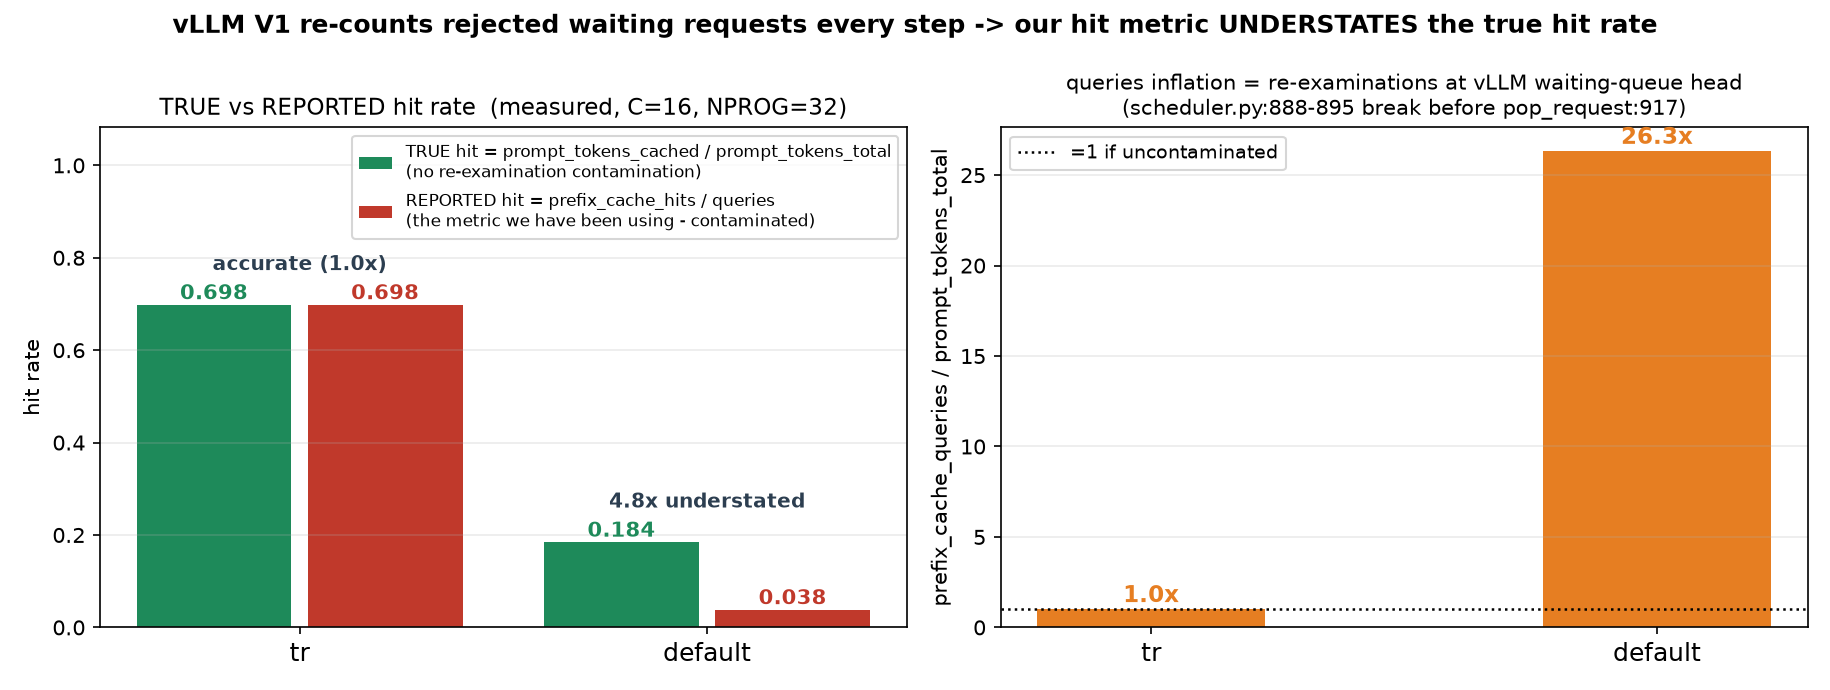 vLLM V1 re-counts rejected waiting requests every step -> our hit metric UNDERSTATES the true hit rate
TRUE vs REPORTED hit rate  (measured, C=16, NPROG=32)
TRUE hit = prompt_tokens_cached / prompt_tokens_total
(no re-examination contamination)
REPORTED hit = prefix_cache_hits / queries
(the metric we have been using - contaminated)
hit rate
1.0
0.8
0.6
0.4
0.2
0.0
accurate (1.0x)
0.698
0.698
4.8x understated
0.184
0.038
tr
default
queries inflation = re-examinations at vLLM waiting-queue head
(scheduler.py:888-895 break before pop_request:917)
=1 if uncontaminated
prefix_cache_queries / prompt_tokens_total
25
20
15
10
5
0
1.0x
26.3x
tr
default